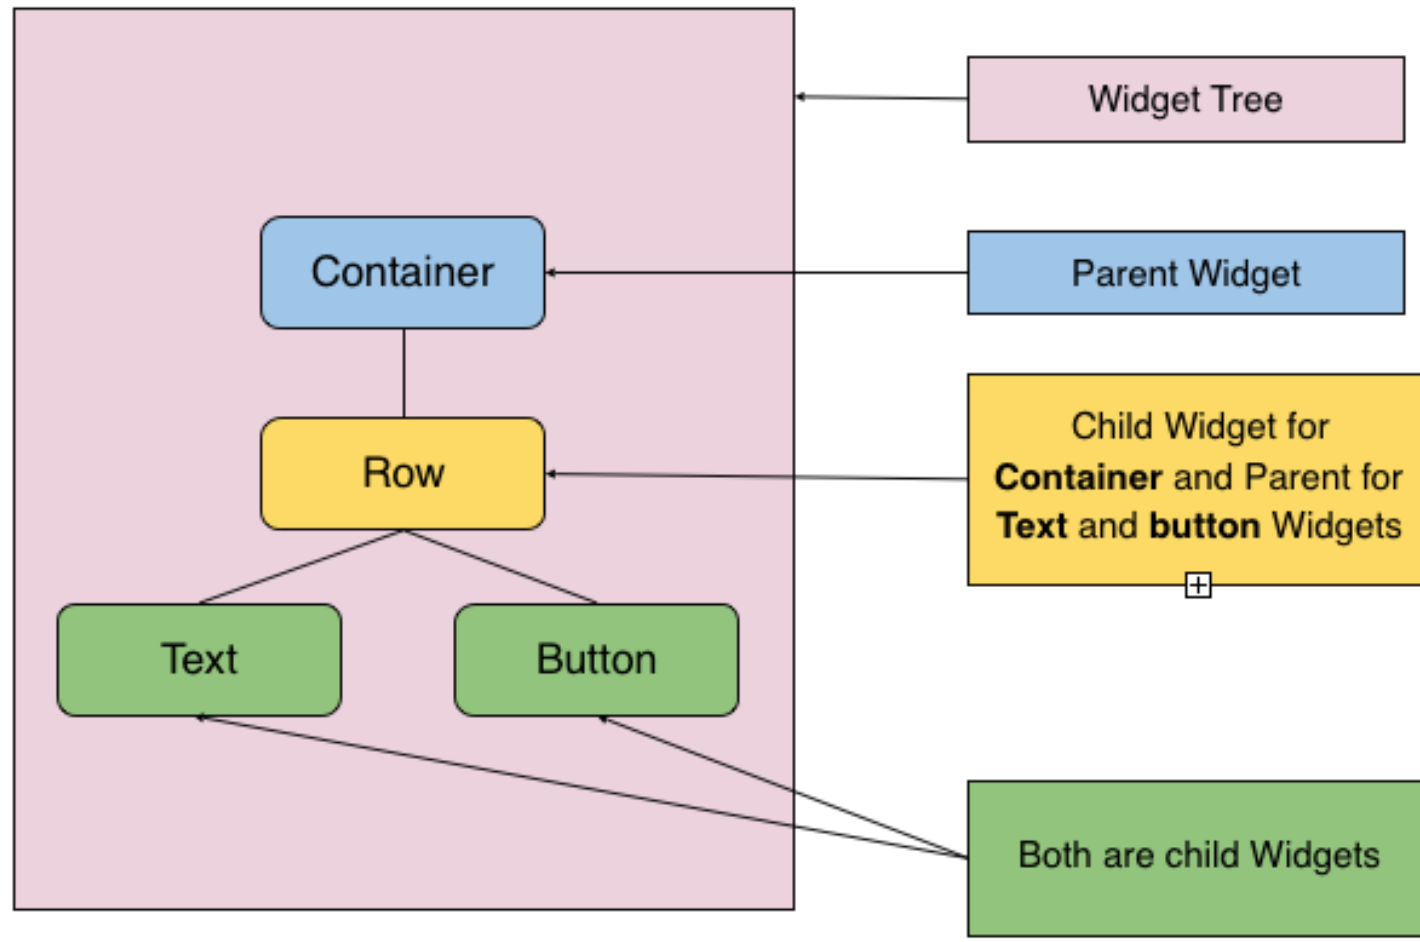 Widget Tree
Container
Parent Widget
Row
Child Widget for
Container and Parent for
Text and button Widgets
Text
Button
Both are child Widgets